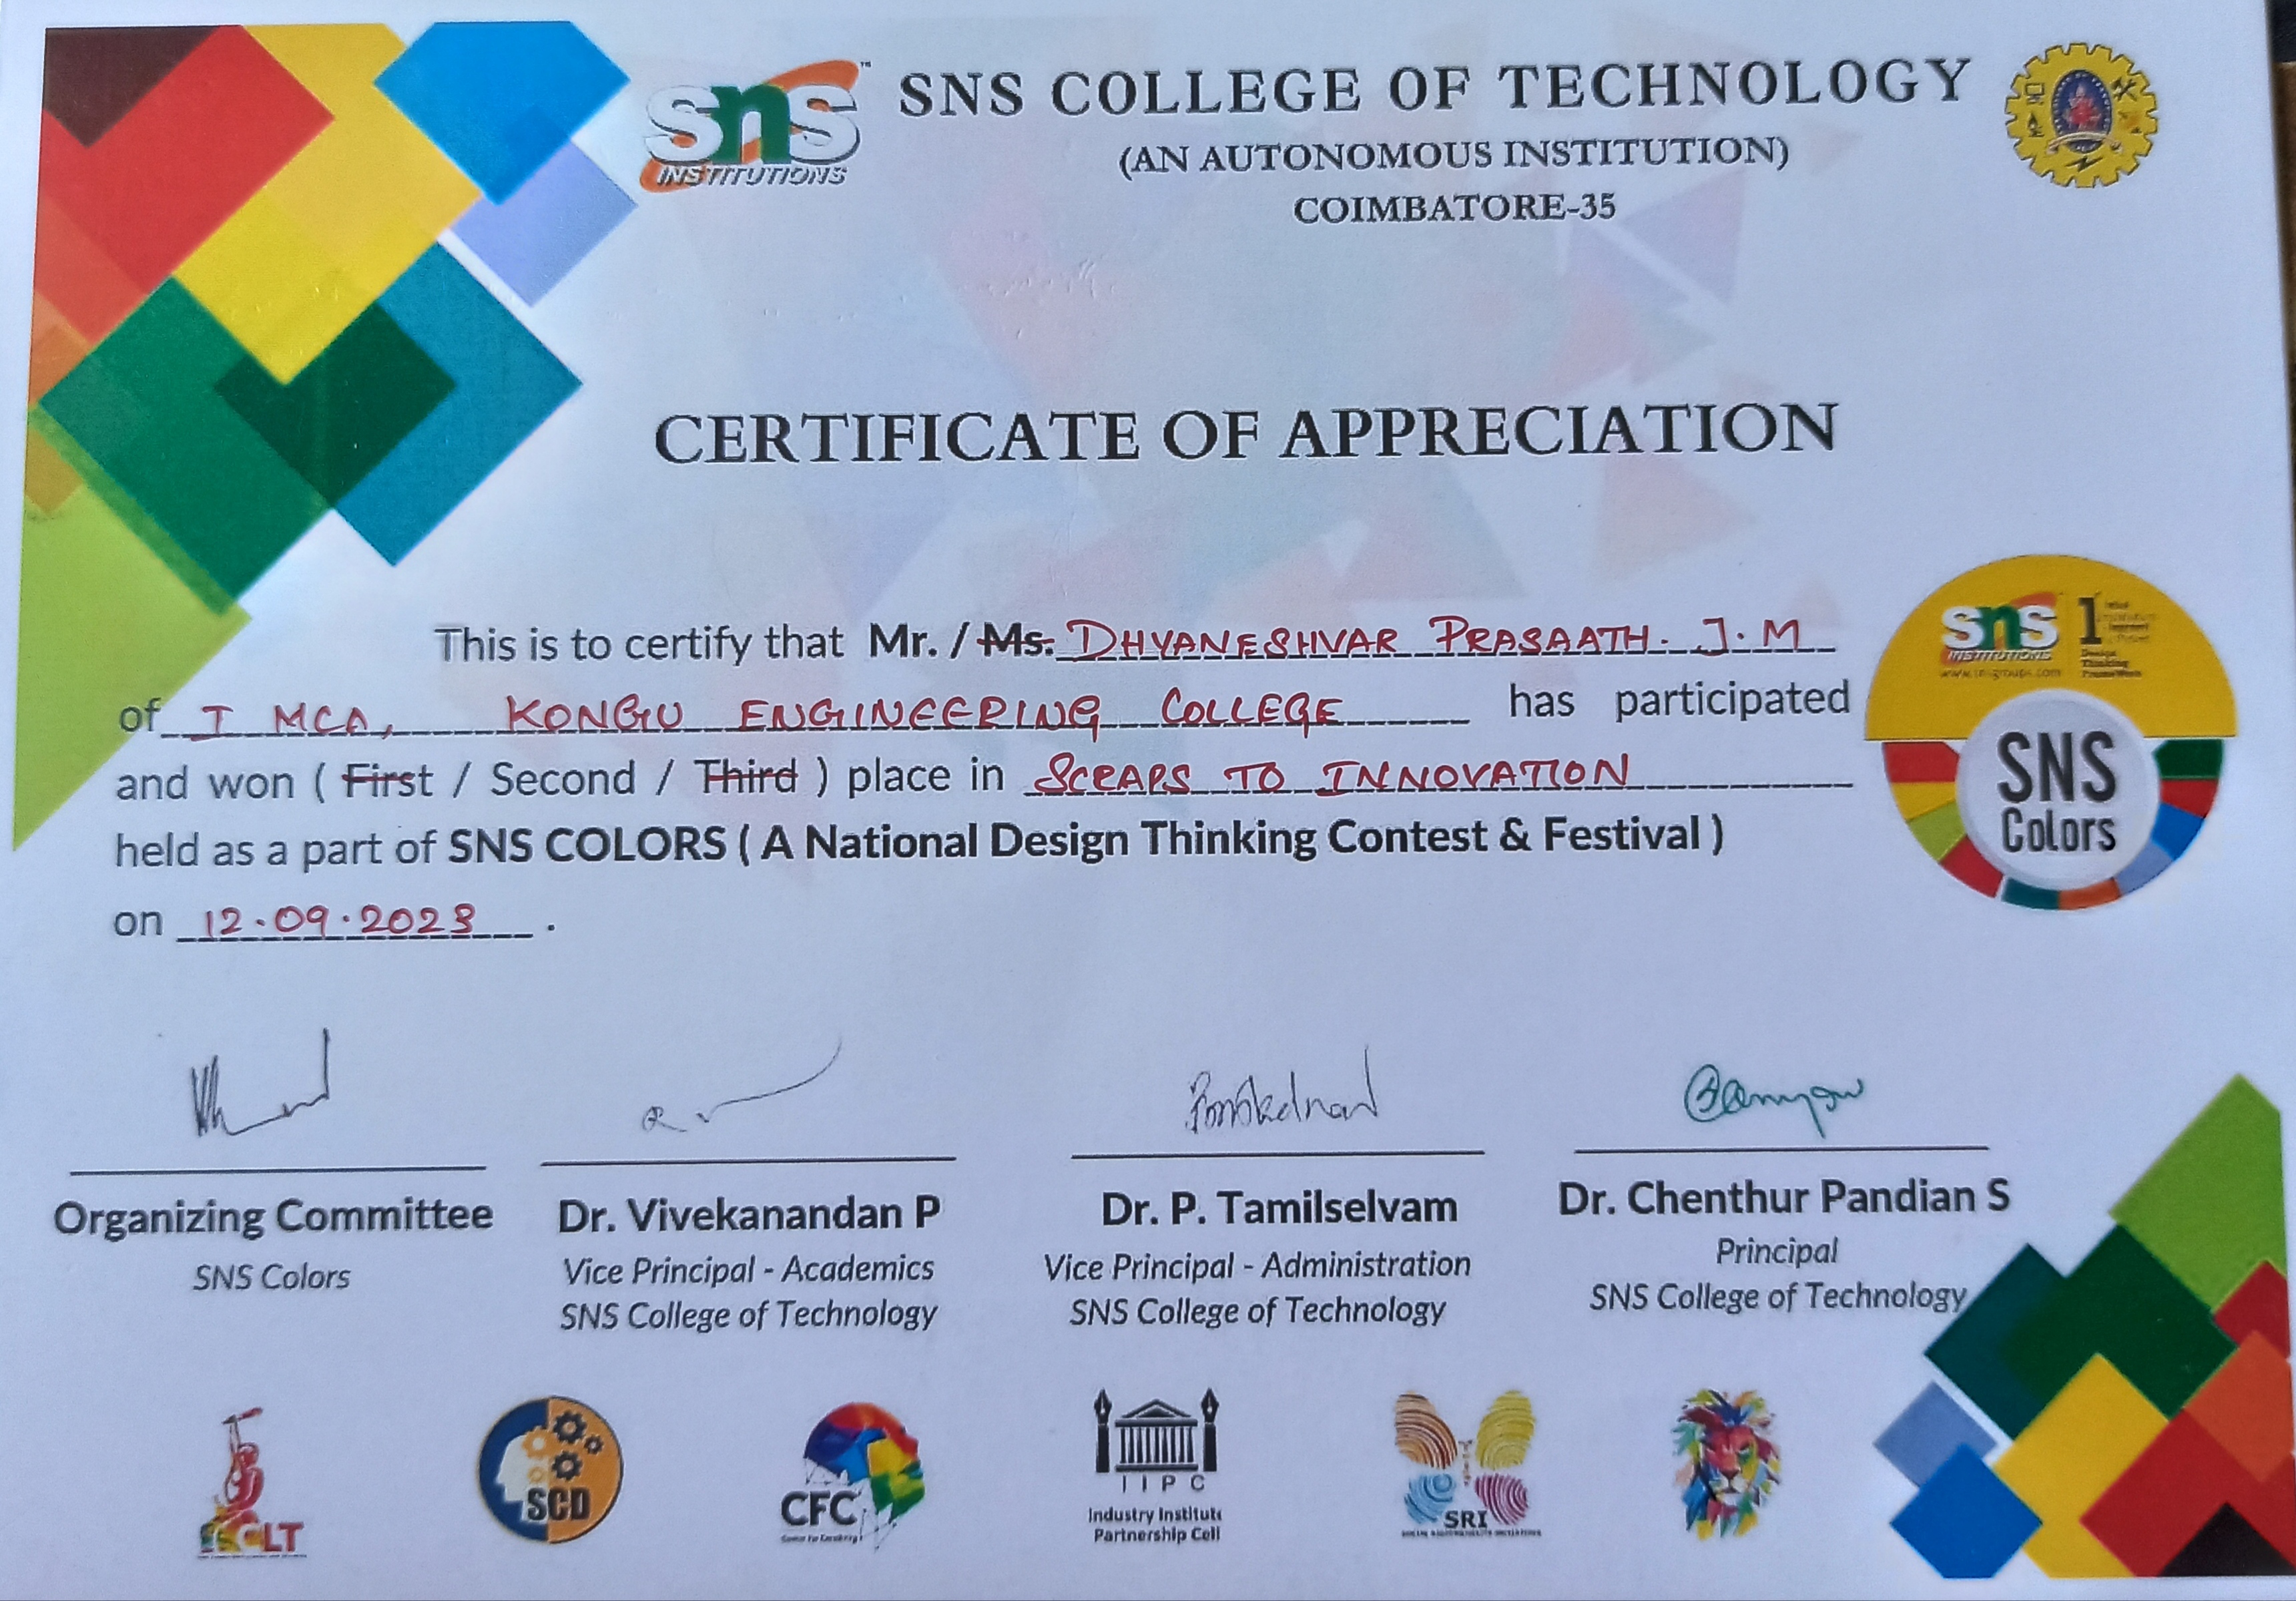 sns INSTITUTIONS ™
SNS COLLEGE OF TECHNOLOGY
(AN AUTONOMOUS INSTITUTION)
COIMBATORE-35
CERTIFICATE OF APPRECIATION
This is to certify that Mr. / Ms. DHYANESHVAR PRASAATH. J.M
of I MCA, KONGU ENGINEERING COLLEGE has participated
and won ( First / Second / Third ) place in SCRAPS TO INNOVATION
held as a part of SNS COLORS ( A National Design Thinking Contest & Festival )
on 12.09.2023 .
sns INSTITUTIONS
Design
Thinking
SNS
Colors
Organizing Committee
SNS Colors
Dr. Vivekanandan P
Vice Principal - Academics
SNS College of Technology
Dr. P. Tamilselvam
Vice Principal - Administration
SNS College of Technology
Dr. Chenthur Pandian S
Principal
SNS College of Technology
CLT
SCD
CFC
IIPC
Industry Institute
Partnership Cell
SRI